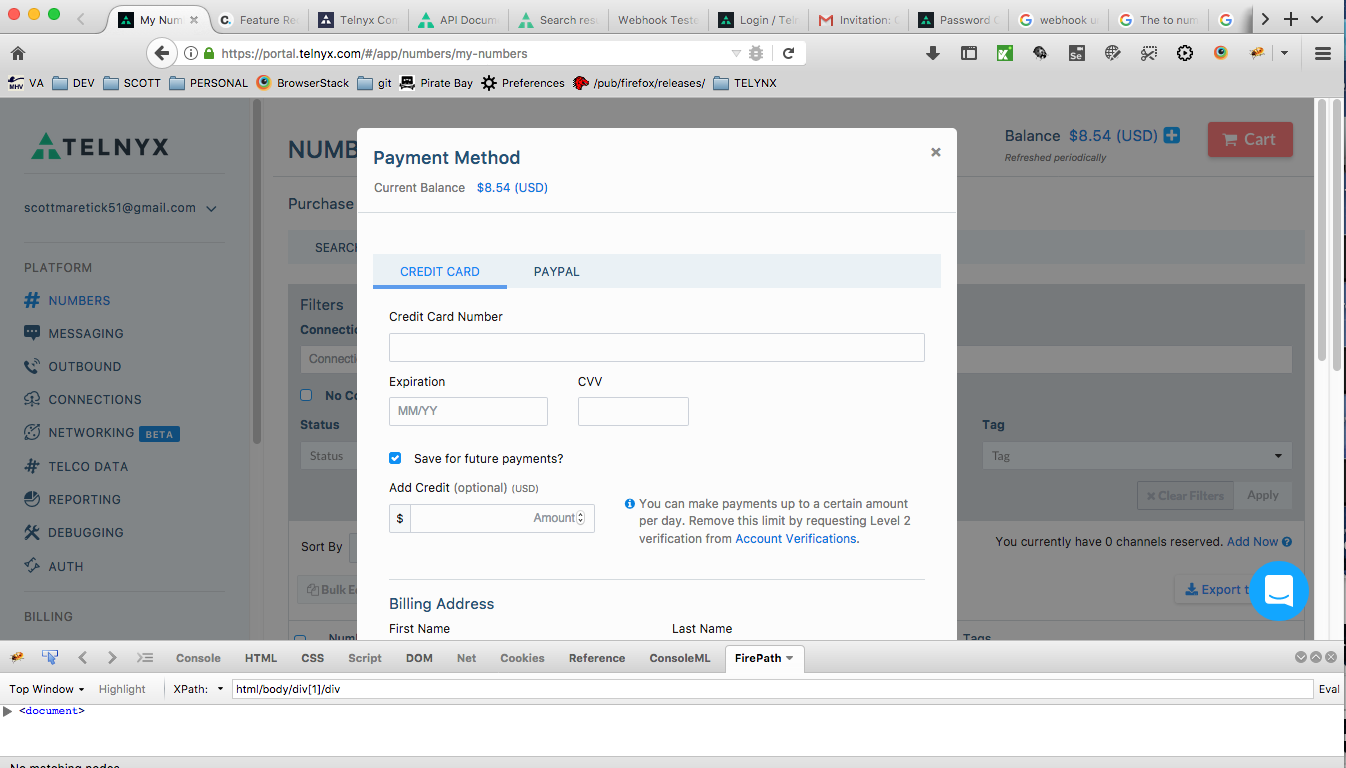 My Num
Feature Re
Telnyx Con
API Docume
Search resu
Webhook Teste
Login / Teln
Invitation:
Password
webhook u
The to num
https://portal.telnyx.com/#/app/numbers/my-numbers
VA
DEV
SCOTT
PERSONAL
BrowserStack
git
Pirate Bay
Preferences
/pub/firefox/releases/
TELYNX
TELNYX
scottmaretick51@gmail.com
PLATFORM
NUMBERS
MESSAGING
OUTBOUND
CONNECTIONS
NETWORKING BETA
TELCO DATA
REPORTING
DEBUGGING
AUTH
BILLING
NUMB
Balance $8.54 (USD)
Refreshed periodically
Cart
Purchase
SEARCH
Filters
Connectio
Connecti
No Co
Status
Status
Tag
Tag
Clear Filters
Apply
Sort By
You currently have 0 channels reserved. Add Now
Bulk E
Export t
Numb
Tags
Payment Method
Current Balance $8.54 (USD)
CREDIT CARD
PAYPAL
Credit Card Number
Expiration
CVV
MM/YY
Save for future payments?
Add Credit (optional) (USD)
$
Amount
You can make payments up to a certain amount
per day. Remove this limit by requesting Level 2
verification from Account Verifications.
Billing Address
First Name
Last Name
Console
HTML
CSS
Script
DOM
Net
Cookies
Reference
ConsoleML
FirePath
Top Window
Highlight
XPath:
html/body/div[1]/div
Eval
<document>
No matching nodes